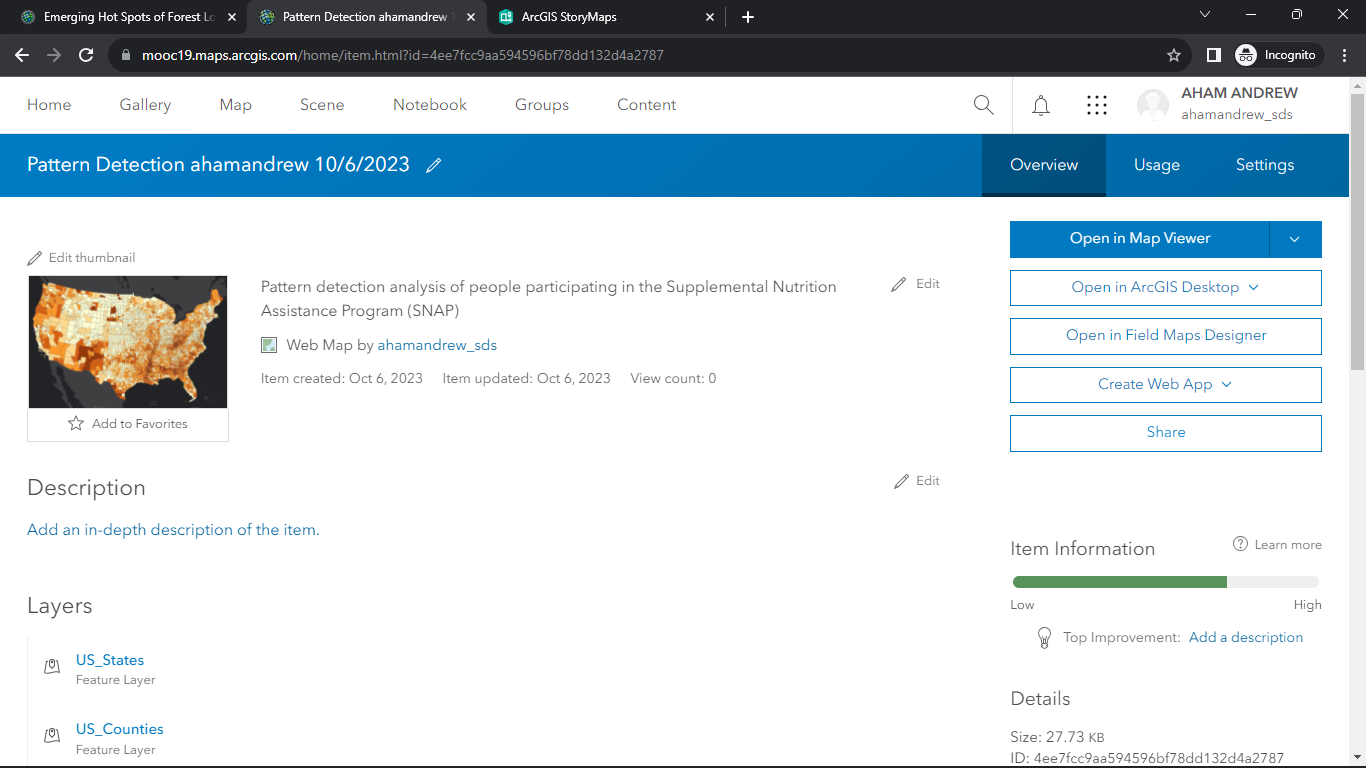 Emerging Hot Spots of Forest Lo
Pattern Detection ahamandrew
ArcGIS StoryMaps
mooc19.maps.arcgis.com/home/item.html?id=4ee7fcc9aa594596bf78dd132d4a2787
Incognito
Home Gallery Map Scene Notebook Groups Content
AHAM ANDREW
ahamandrew_sds
Pattern Detection ahamandrew 10/6/2023
Overview Usage Settings
Edit thumbnail
Add to Favorites
Pattern detection analysis of people participating in the Supplemental Nutrition
Assistance Program (SNAP)
Edit
Web Map by ahamandrew_sds
Item created: Oct 6, 2023 Item updated: Oct 6, 2023 View count: 0
Open in Map Viewer
Open in ArcGIS Desktop
Open in Field Maps Designer
Create Web App
Share
Description
Edit
Add an in-depth description of the item.
Layers
US_States
Feature Layer
US_Counties
Feature Layer
Item Information
Learn more
Low High
Top Improvement: Add a description
Details
Size: 27.73 KB
ID: 4ee7fcc9aa594596bf78dd132d4a2787